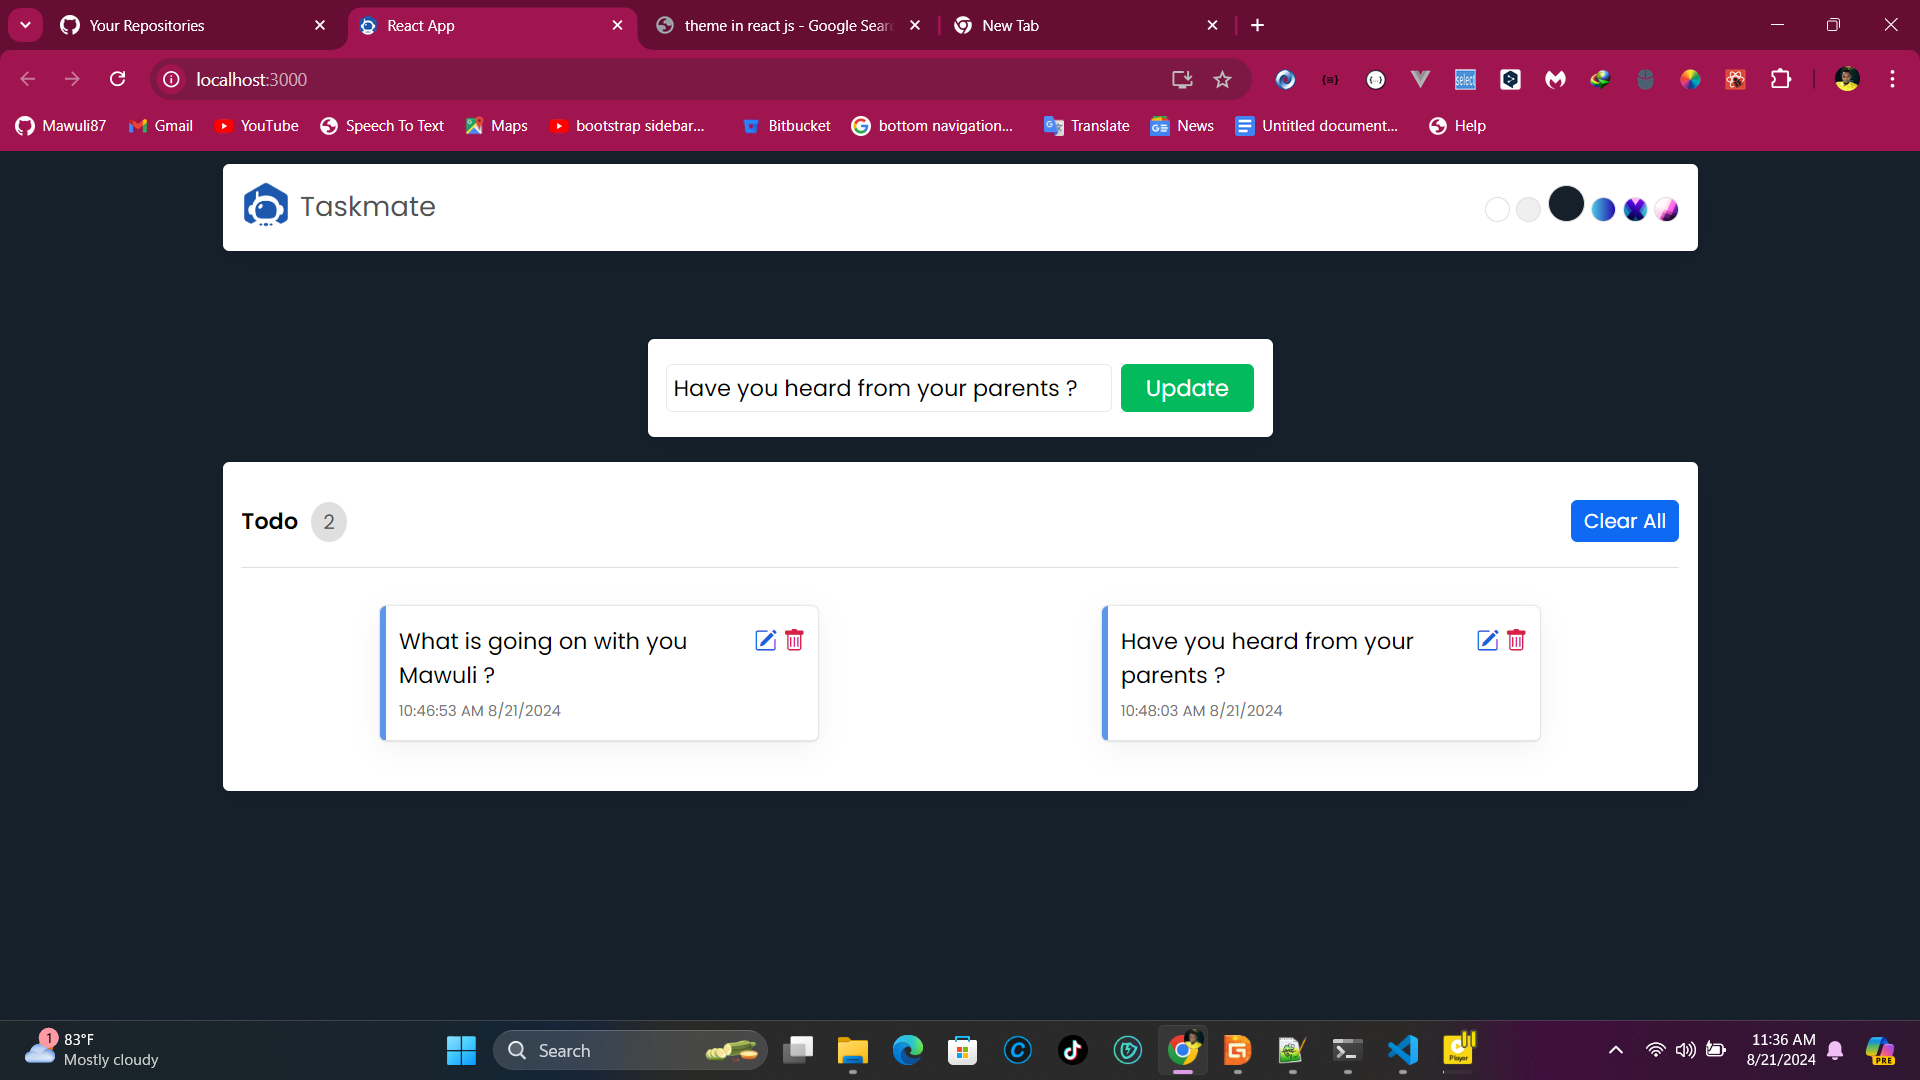 Your Repositories
React App
theme in react js - Google Sear
New Tab
localhost:3000
select
Mawuli87
Gmail
YouTube
Speech To Text
Maps
bootstrap sidebar...
Bitbucket
bottom navigation...
Translate
News
Untitled document...
Help
Taskmate
Have you heard from your parents ?
Update
Todo 2
Clear All
What is going on with you
Mawuli ?
10:46:53 AM 8/21/2024
Have you heard from your
parents ?
10:48:03 AM 8/21/2024
1
83°F
Mostly cloudy
Search
Player
11:36 AM
8/21/2024
PRE